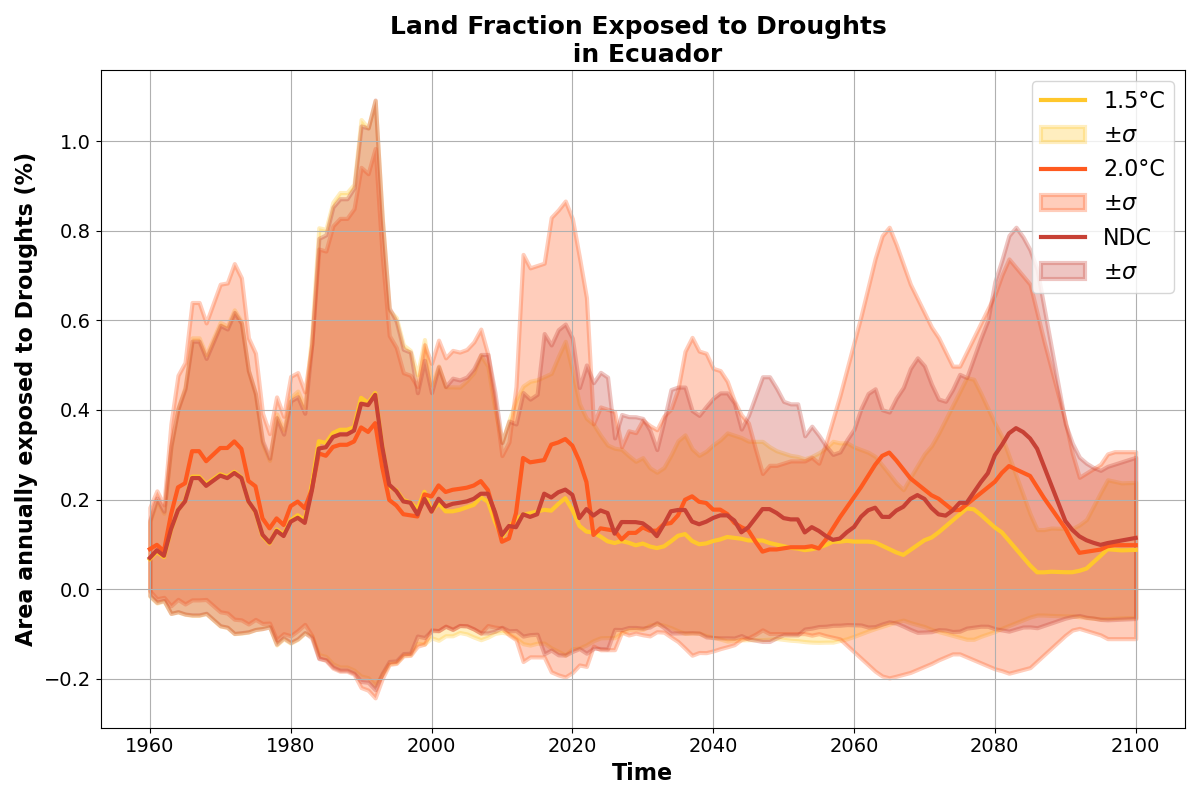 Land Fraction Exposed to Droughts
in Ecuador
Area annually exposed to Droughts (%)
1.0
0.8
0.6
0.4
0.2
0.0
−0.2
1960
1980
2000
2020
2040
2060
2080
2100
Time
1.5°C
±σ
2.0°C
±σ
NDC
±σ